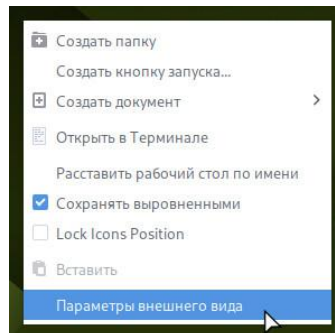 Создать папку
Создать кнопку запуска...
Создать документ
Открыть в Терминале
Расставить рабочий стол по имени
Сохранять выровненными
Lock Icons Position
Вставить
Параметры внешнего вида